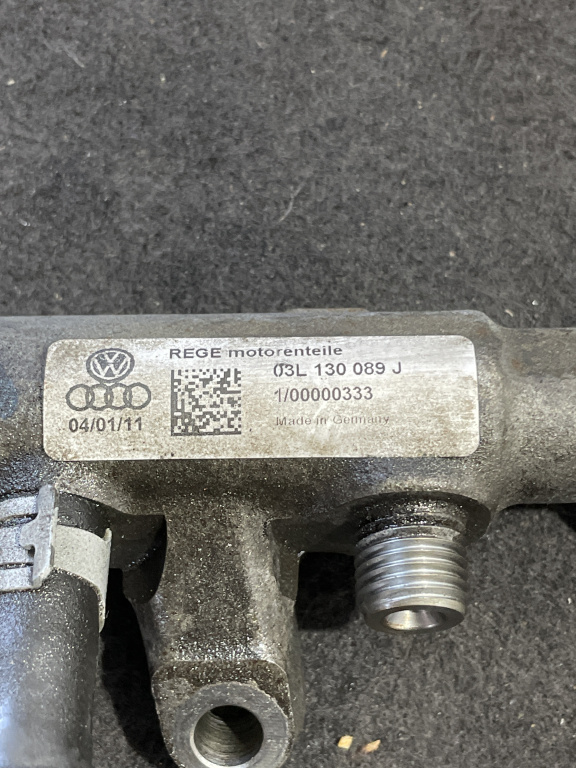 REGE motorenteile
03L 130 089 J
1/00000333
Made in Germany
04/01/11